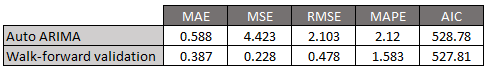 MAE MSE RMSE MAPE AIC
Auto ARIMA 0.588 4.423 2.103 2.12 528.78
Walk-forward validation 0.387 0.228 0.478 1.583 527.81